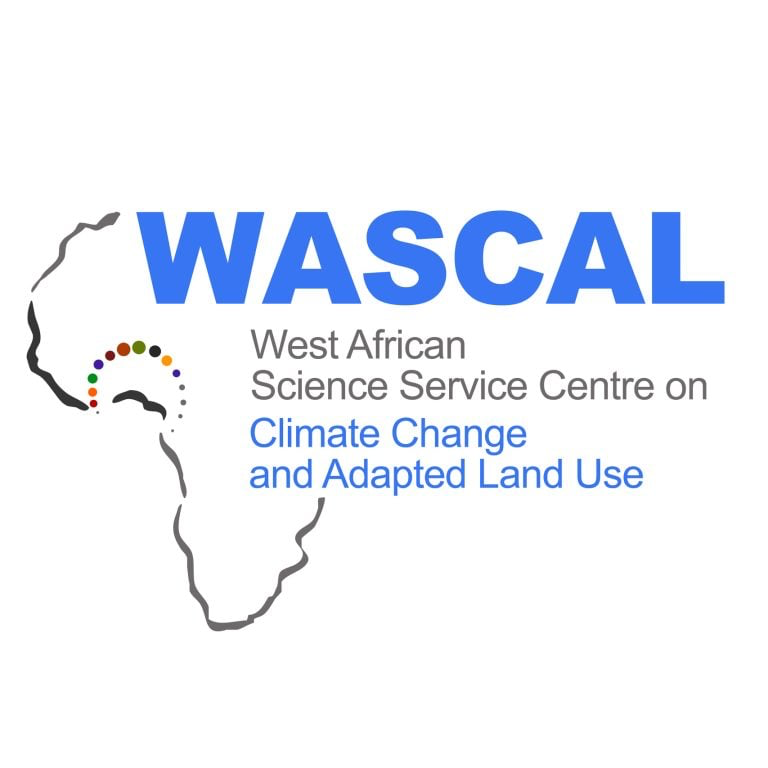 WASCAL
West African
Science Service Centre on
Climate Change
and Adapted Land Use